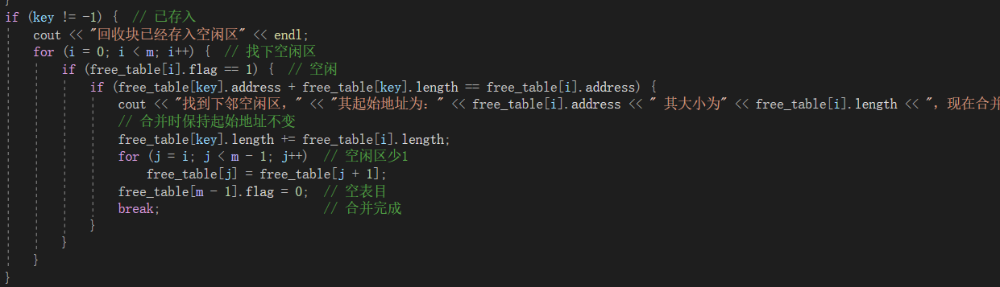 }
if (key != -1) {  // 已存入
    cout << "回收块已经存入空闲区" << endl;
    for (i = 0; i < m; i++) {  // 找下空闲区
        if (free_table[i].flag == 1) {  // 空闲
            if (free_table[key].address + free_table[key].length == free_table[i].address) {
                cout << "找到下邻空闲区，" << "其起始地址为：" << free_table[i].address << " 其大小为" << free_table[i].length << "，现在合并
                // 合并时保持起始地址不变
                free_table[key].length += free_table[i].length;
                for (j = i; j < m - 1; j++)  // 空闲区少1
                    free_table[j] = free_table[j + 1];
                free_table[m - 1].flag = 0;  // 空表目
                break;                       // 合并完成
            }
        }
    }
}